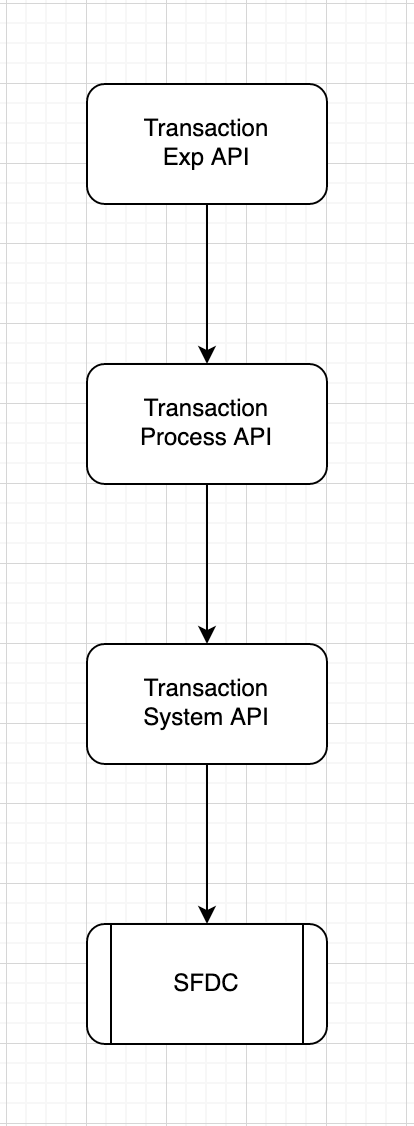 Transaction
Exp API
Transaction
Process API
Transaction
System API
SFDC